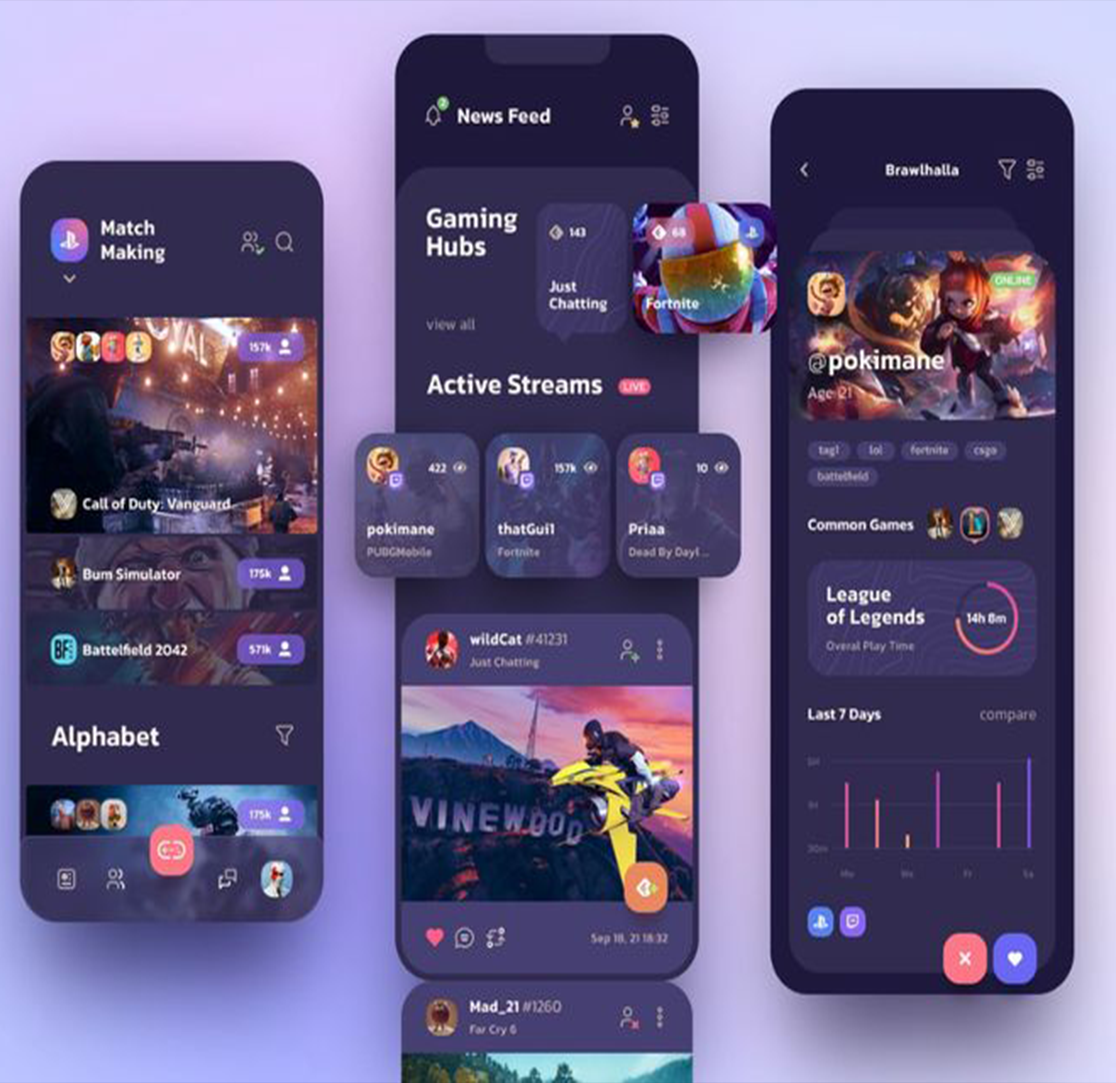 Match
Making
157k
Call of Duty: Vanguard
Bum Simulator
175k
Battelfield 2042
571k
Alphabet
175k
2
News Feed
Gaming
Hubs
view all
143
Just
Chatting
68
Fortnite
Active Streams
LIVE
422
pokimane
PUBGMobile
157k
thatGui1
Fortnite
10
Priaa
Dead By Dayl ...
wildCat #41231
Just Chatting
VINEWOOD
Sep 18, 21 18:32
Mad_21 #1260
Far Cry 6
Brawlhalla
ONLINE
@pokimane
Age 21
tag1 lol fortnite csgo
battelfield
Common Games
League
of Legends
Overal Play Time
14h 8m
Last 7 Days
compare
30m
Mo We Fr Sa